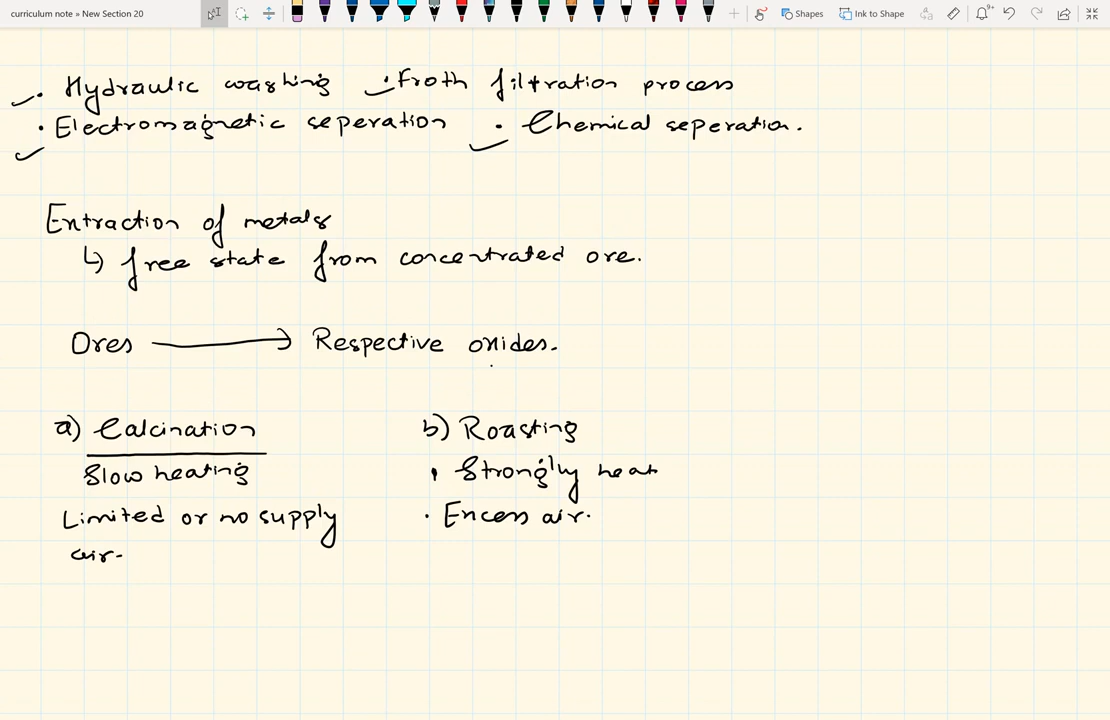 curriculum note » New Section 20
Shapes Ink to Shape 9+
• Hydraulic washing • Froth filtration process
• Electromagnetic seperation • Chemical seperation.
Extraction of metals
↳ free state from concentrated ore.
Ores → Respective oxides.
a) Calcination b) Roasting
Slow heating • Strongly heat
Limited or no supply • Excess air.
air.